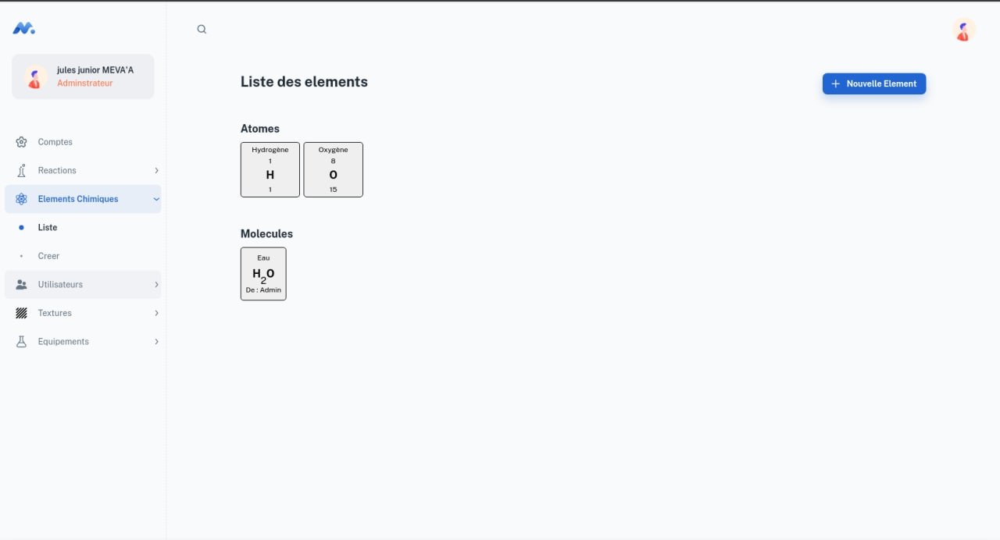 jules junior MEVA'A
Adminstrateur
Comptes
Reactions
Elements Chimiques
Liste
Creer
Utilisateurs
Textures
Equipements
Liste des elements
Nouvelle Element
Atomes
Hydrogène
1
H
1
Oxygène
8
O
15
Molecules
Eau
H2O
De : Admin